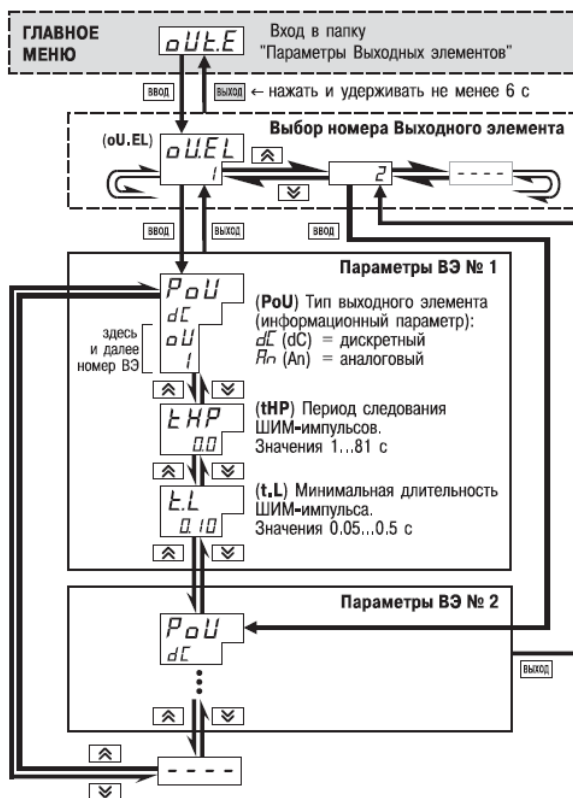 ГЛАВНОЕ
МЕНЮ
oUt.E
Вход в папку
"Параметры Выходных элементов"
ввод
выход
← нажать и удерживать не менее 6 с
Выбор номера Выходного элемента
(oU.EL)
oU.EL
1
2
----
ввод
выход
ввод
Параметры ВЭ № 1
PoU
dC
oU
1
здесь
и далее
номер ВЭ
(PoU) Тип выходного элемента
(информационный параметр):
dC (dC) = дискретный
An (An) = аналоговый
tHP
0.0
(tHP) Период следования
ШИМ-импульсов.
Значения 1...81 с
t.L
0.10
(t.L) Минимальная длительность
ШИМ-импульса.
Значения 0.05...0.5 с
Параметры ВЭ № 2
PoU
dC
выход
----